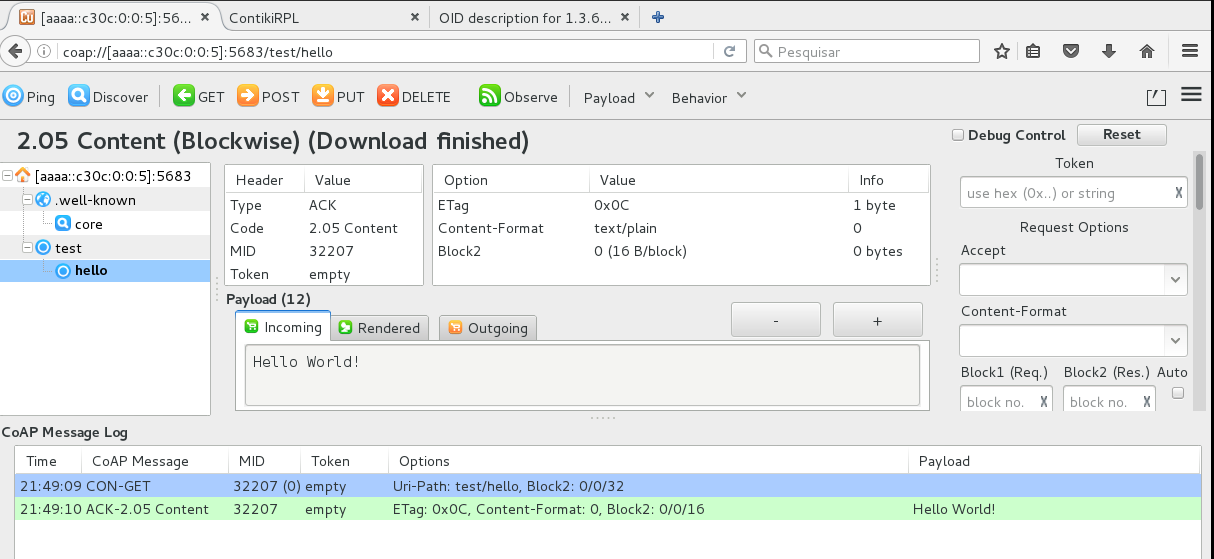 [aaaa::c30c:0:0:5]:56... × ContikiRPL × OID description for 1.3.6... ×
coap://[aaaa::c30c:0:0:5]:5683/test/hello Pesquisar
Ping Discover GET POST PUT DELETE Observe Payload Behavior
2.05 Content (Blockwise) (Download finished)
Debug Control Reset
[aaaa::c30c:0:0:5]:5683
.well-known
core
test
hello
Header Value
Type ACK
Code 2.05 Content
MID 32207
Token empty
Option Value Info
ETag 0x0C 1 byte
Content-Format text/plain 0
Block2 0 (16 B/block) 0 bytes
Payload (12)
Incoming Rendered Outgoing - +
Hello World!
Token
use hex (0x..) or string X
Request Options
Accept
Content-Format
Block1 (Req.) Block2 (Res.) Auto
block no. X block no. X
CoAP Message Log
Time CoAP Message MID Token Options Payload
21:49:09 CON-GET 32207 (0) empty Uri-Path: test/hello, Block2: 0/0/32
21:49:10 ACK-2.05 Content 32207 empty ETag: 0x0C, Content-Format: 0, Block2: 0/0/16 Hello World!